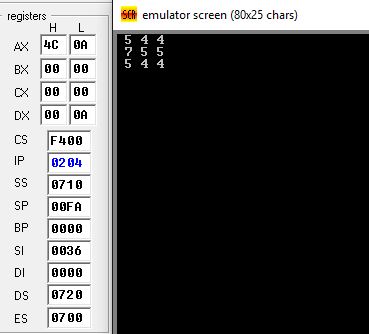 registers
H L
AX 4C 0A
BX 00 00
CX 00 00
DX 00 0A
CS F400
IP 0204
SS 0710
SP 00FA
BP 0000
SI 0036
DI 0000
DS 0720
ES 0700
SCR emulator screen (80x25 chars)
5 4 4
7 5 5
5 4 4